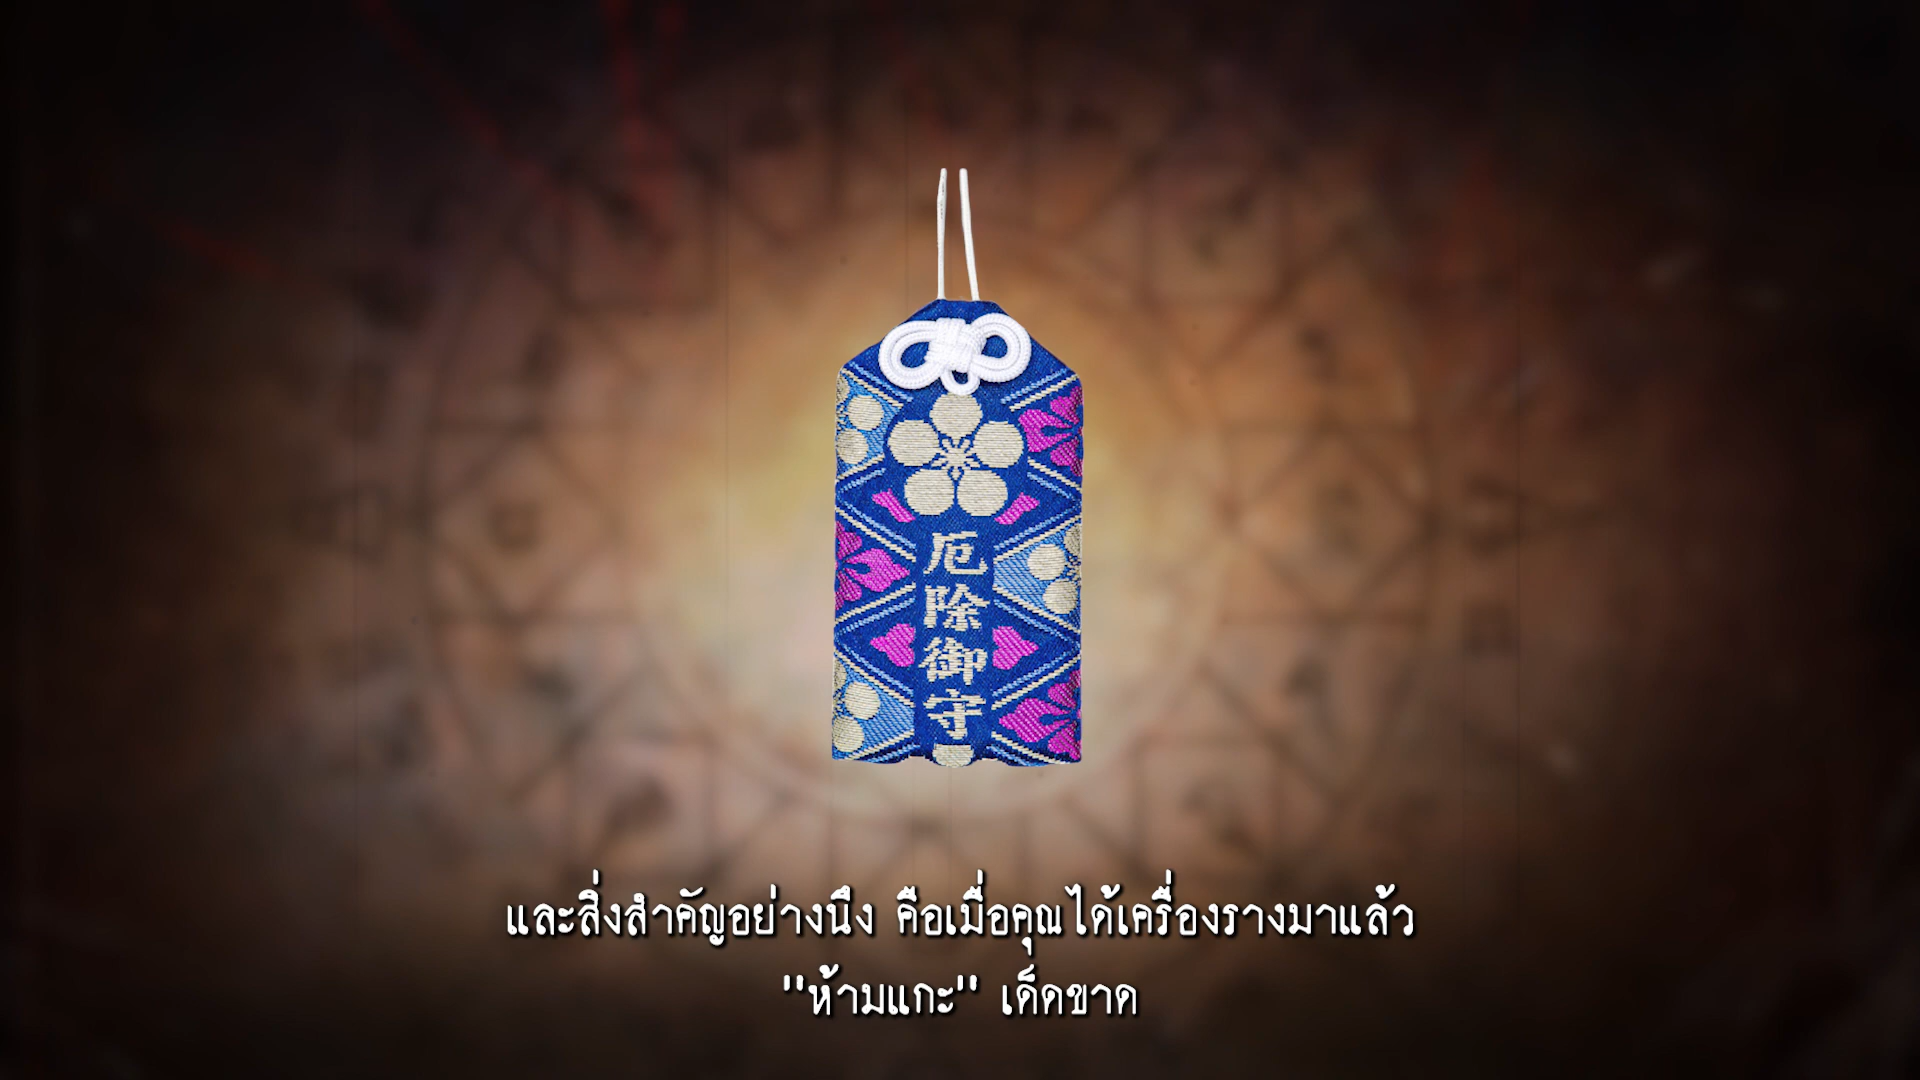 厄除御守
และสิ่งสำคัญอย่างนึง คือเมื่อคุณได้เครื่องรางมาแล้ว
"ห้ามแกะ" เด็ดขาด